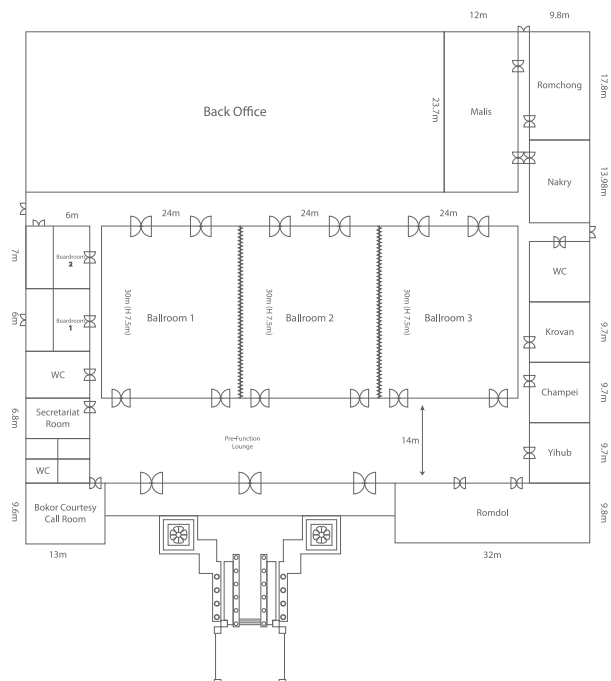 12m
9.8m
Back Office
23.7m
Malis
Romchong
17.8m
Nakry
13.98m
6m
24m
24m
24m
7m
Boardroom
2
WC
30m (H 7.5m)
Ballroom 1
30m (H 7.5m)
Ballroom 2
30m (H 7.5m)
Ballroom 3
6m
Boardroom
1
Krovan
9.7m
WC
Champei
9.7m
6.8m
Secretariat
Room
Pre-Function
Lounge
14m
Yihub
9.7m
WC
9.6m
Bokor Courtesy
Call Room
Romdol
9.8m
13m
32m